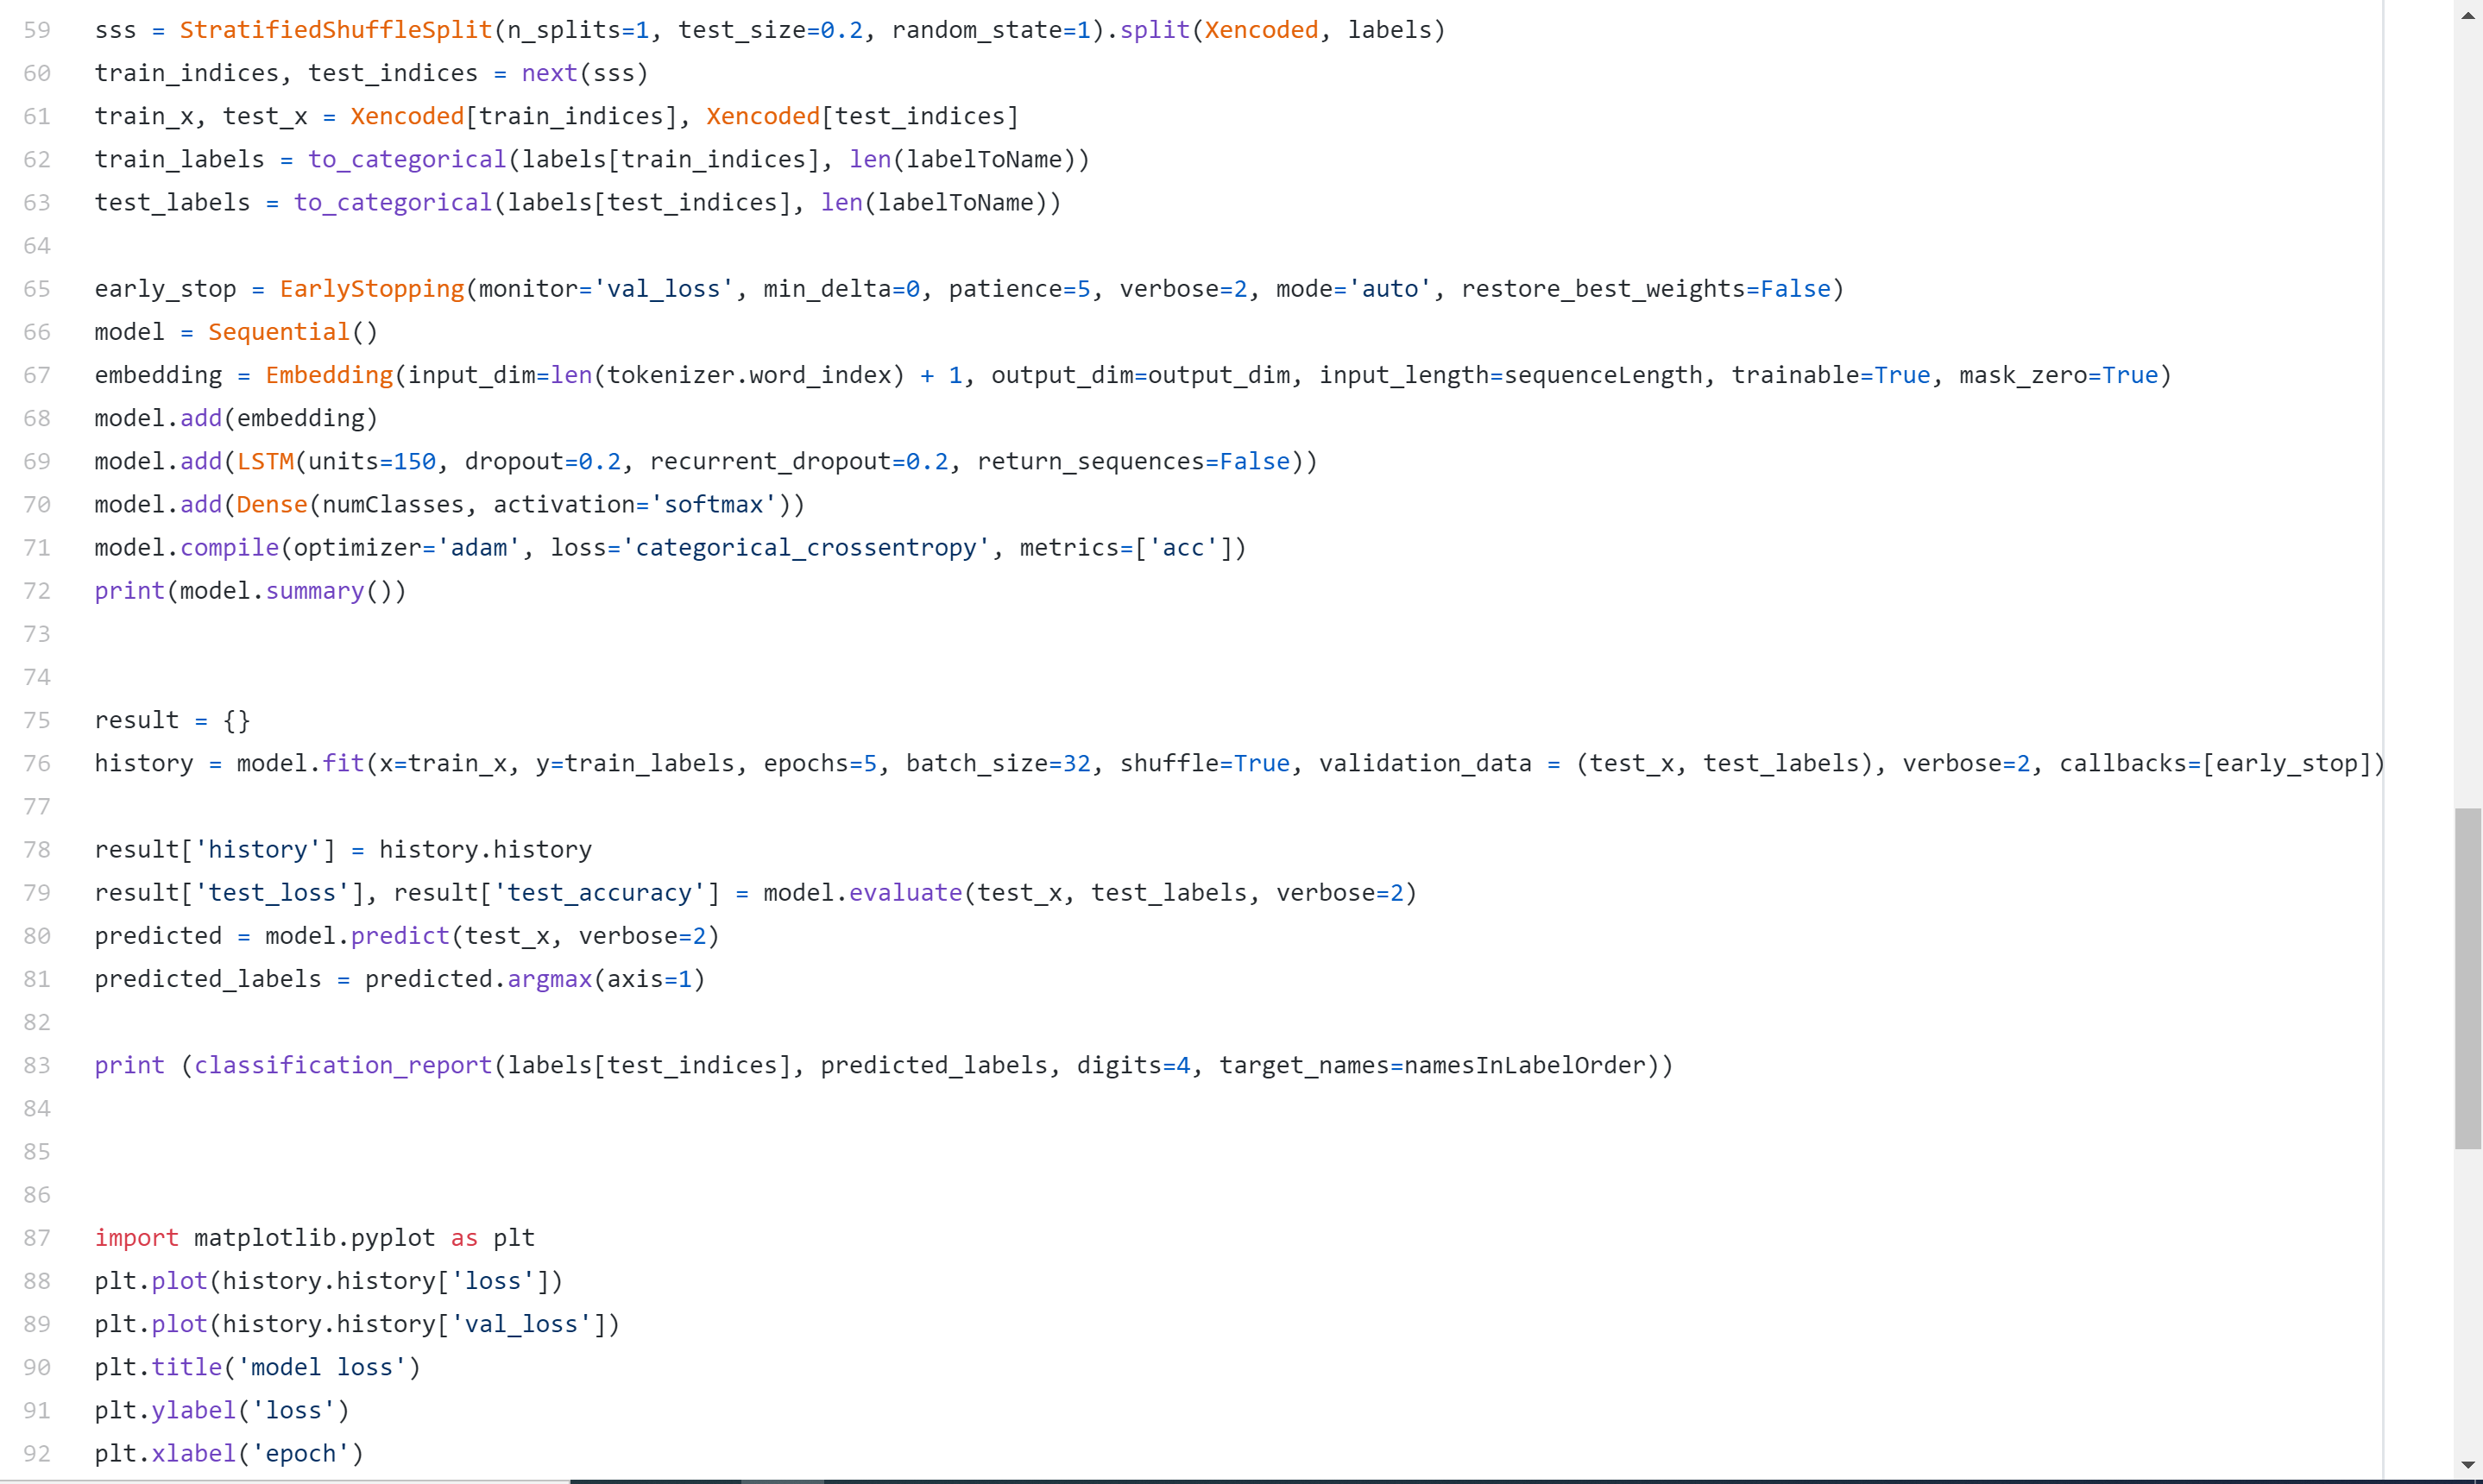 59 sss = StratifiedShuffleSplit(n_splits=1, test_size=0.2, random_state=1).split(Xencoded, labels)
60 train_indices, test_indices = next(sss)
61 train_x, test_x = Xencoded[train_indices], Xencoded[test_indices]
62 train_labels = to_categorical(labels[train_indices], len(labelToName))
63 test_labels = to_categorical(labels[test_indices], len(labelToName))
64
65 early_stop = EarlyStopping(monitor='val_loss', min_delta=0, patience=5, verbose=2, mode='auto', restore_best_weights=False)
66 model = Sequential()
67 embedding = Embedding(input_dim=len(tokenizer.word_index) + 1, output_dim=output_dim, input_length=sequenceLength, trainable=True, mask_zero=True)
68 model.add(embedding)
69 model.add(LSTM(units=150, dropout=0.2, recurrent_dropout=0.2, return_sequences=False))
70 model.add(Dense(numClasses, activation='softmax'))
71 model.compile(optimizer='adam', loss='categorical_crossentropy', metrics=['acc'])
72 print(model.summary())
73
74
75 result = {}
76 history = model.fit(x=train_x, y=train_labels, epochs=5, batch_size=32, shuffle=True, validation_data = (test_x, test_labels), verbose=2, callbacks=[early_stop])
77
78 result['history'] = history.history
79 result['test_loss'], result['test_accuracy'] = model.evaluate(test_x, test_labels, verbose=2)
80 predicted = model.predict(test_x, verbose=2)
81 predicted_labels = predicted.argmax(axis=1)
82
83 print (classification_report(labels[test_indices], predicted_labels, digits=4, target_names=namesInLabelOrder))
84
85
86
87 import matplotlib.pyplot as plt
88 plt.plot(history.history['loss'])
89 plt.plot(history.history['val_loss'])
90 plt.title('model loss')
91 plt.ylabel('loss')
92 plt.xlabel('epoch')